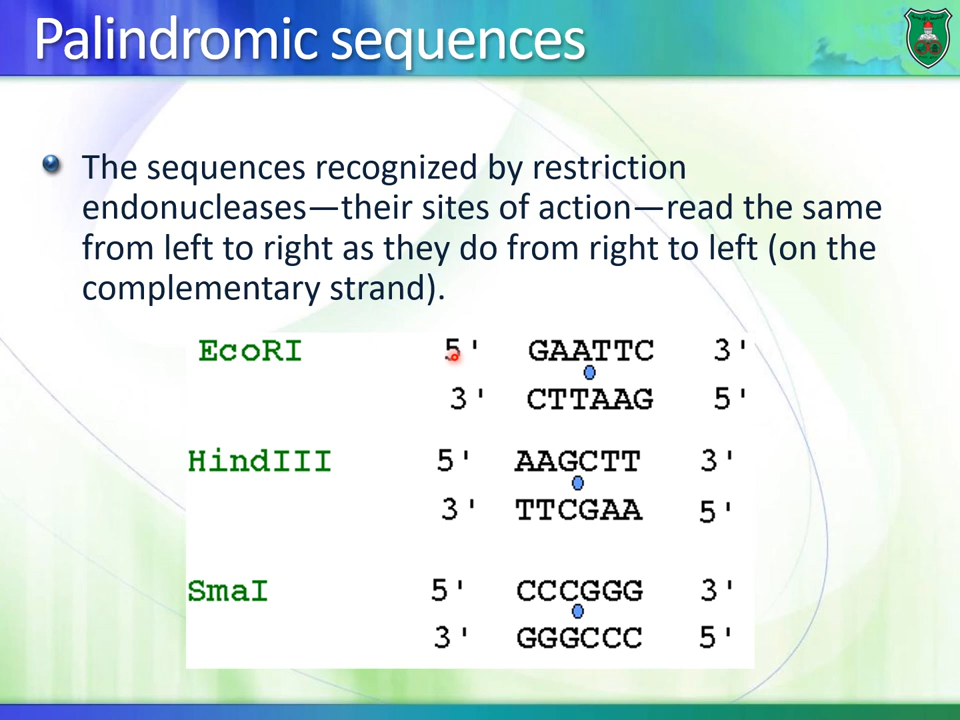 Palindromic sequences
The sequences recognized by restriction
endonucleases—their sites of action—read the same
from left to right as they do from right to left (on the
complementary strand).
EcoRI 5' GAATTC 3'
3' CTTAAG 5'
HindIII 5' AAGCTT 3'
3' TTCGAA 5'
SmaI 5' CCCGGG 3'
3' GGGCCC 5'